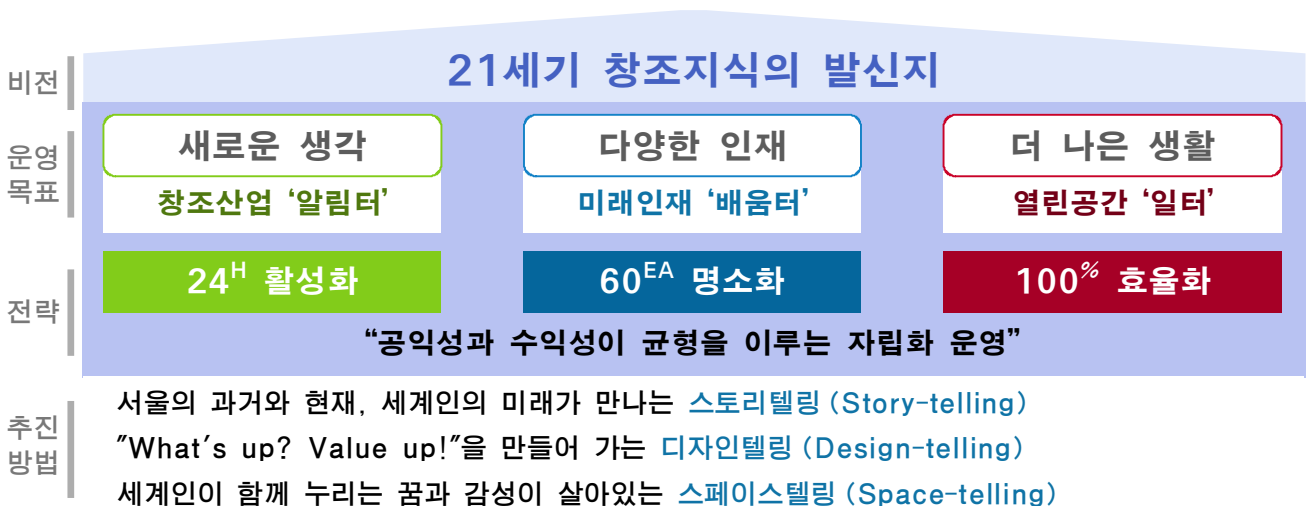 비전
21세기 창조지식의 발신지
운영
목표
새로운 생각
다양한 인재
더 나은 생활
창조산업 ‘알림터’
미래인재 ‘배움터’
열린공간 ‘일터’
전략
24H 활성화
60EA 명소화
100% 효율화
“공익성과 수익성이 균형을 이루는 자립화 운영”
추진
방법
서울의 과거와 현재, 세계인의 미래가 만나는 스토리텔링 (Story-telling)
"What's up? Value up!"을 만들어 가는 디자인텔링 (Design-telling)
세계인이 함께 누리는 꿈과 감성이 살아있는 스페이스텔링 (Space-telling)